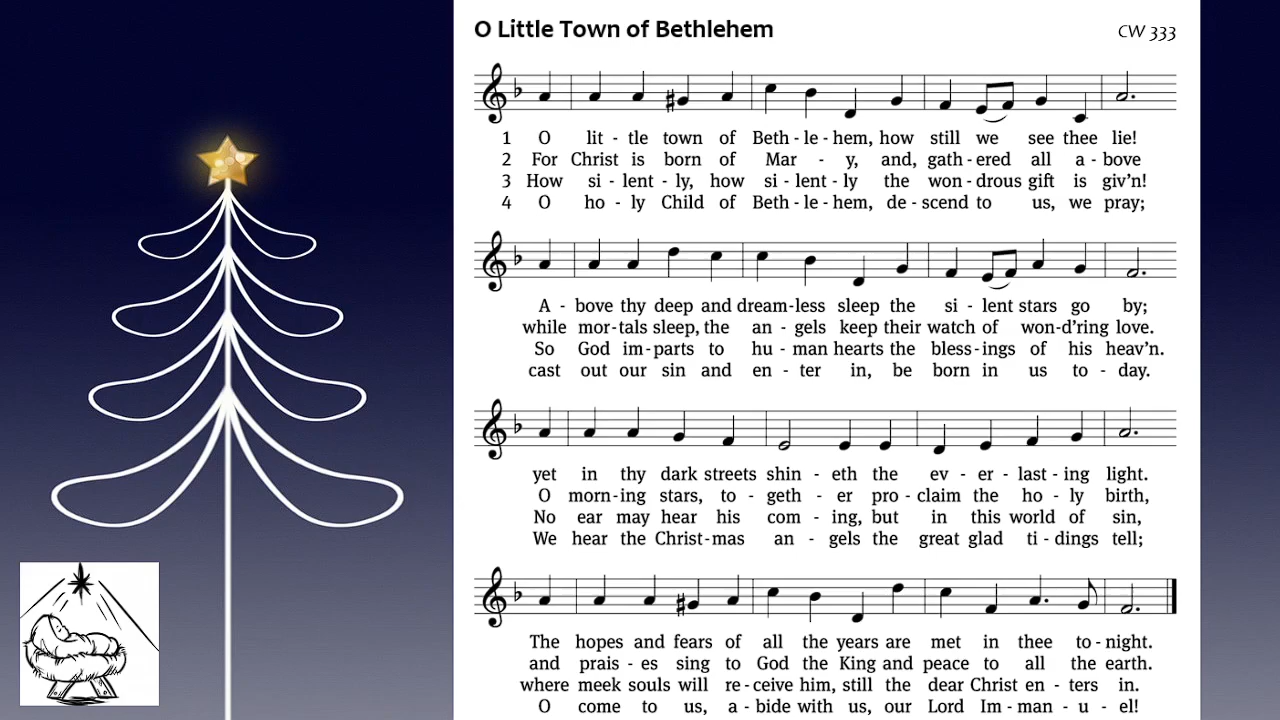 O Little Town of Bethlehem
CW 333
1 O lit - tle town of Beth - le - hem, how still we see thee lie!
2 For Christ is born of Mar - y, and, gath - ered all a - bove
3 How si - lent - ly, how si - lent - ly the won - drous gift is giv'n!
4 O ho - ly Child of Beth - le - hem, de - scend to us, we pray;
A - bove thy deep and dream - less sleep the si - lent stars go by;
while mor - tals sleep, the an - gels keep their watch of won - d'ring love.
So God im - parts to hu - man hearts the bless - ings of his heav'n.
cast out our sin and en - ter in, be born in us to - day.
yet in thy dark streets shin - eth the ev - er - last - ing light.
O morn - ing stars, to - geth - er pro - claim the ho - ly birth,
No ear may hear his com - ing, but in this world of sin,
We hear the Christ - mas an - gels the great glad ti - dings tell;
The hopes and fears of all the years are met in thee to - night.
and prais - es sing to God the King and peace to all the earth.
where meek souls will re - ceive him, still the dear Christ en - ters in.
O come to us, a - bide with us, our Lord Im - man - u - el!